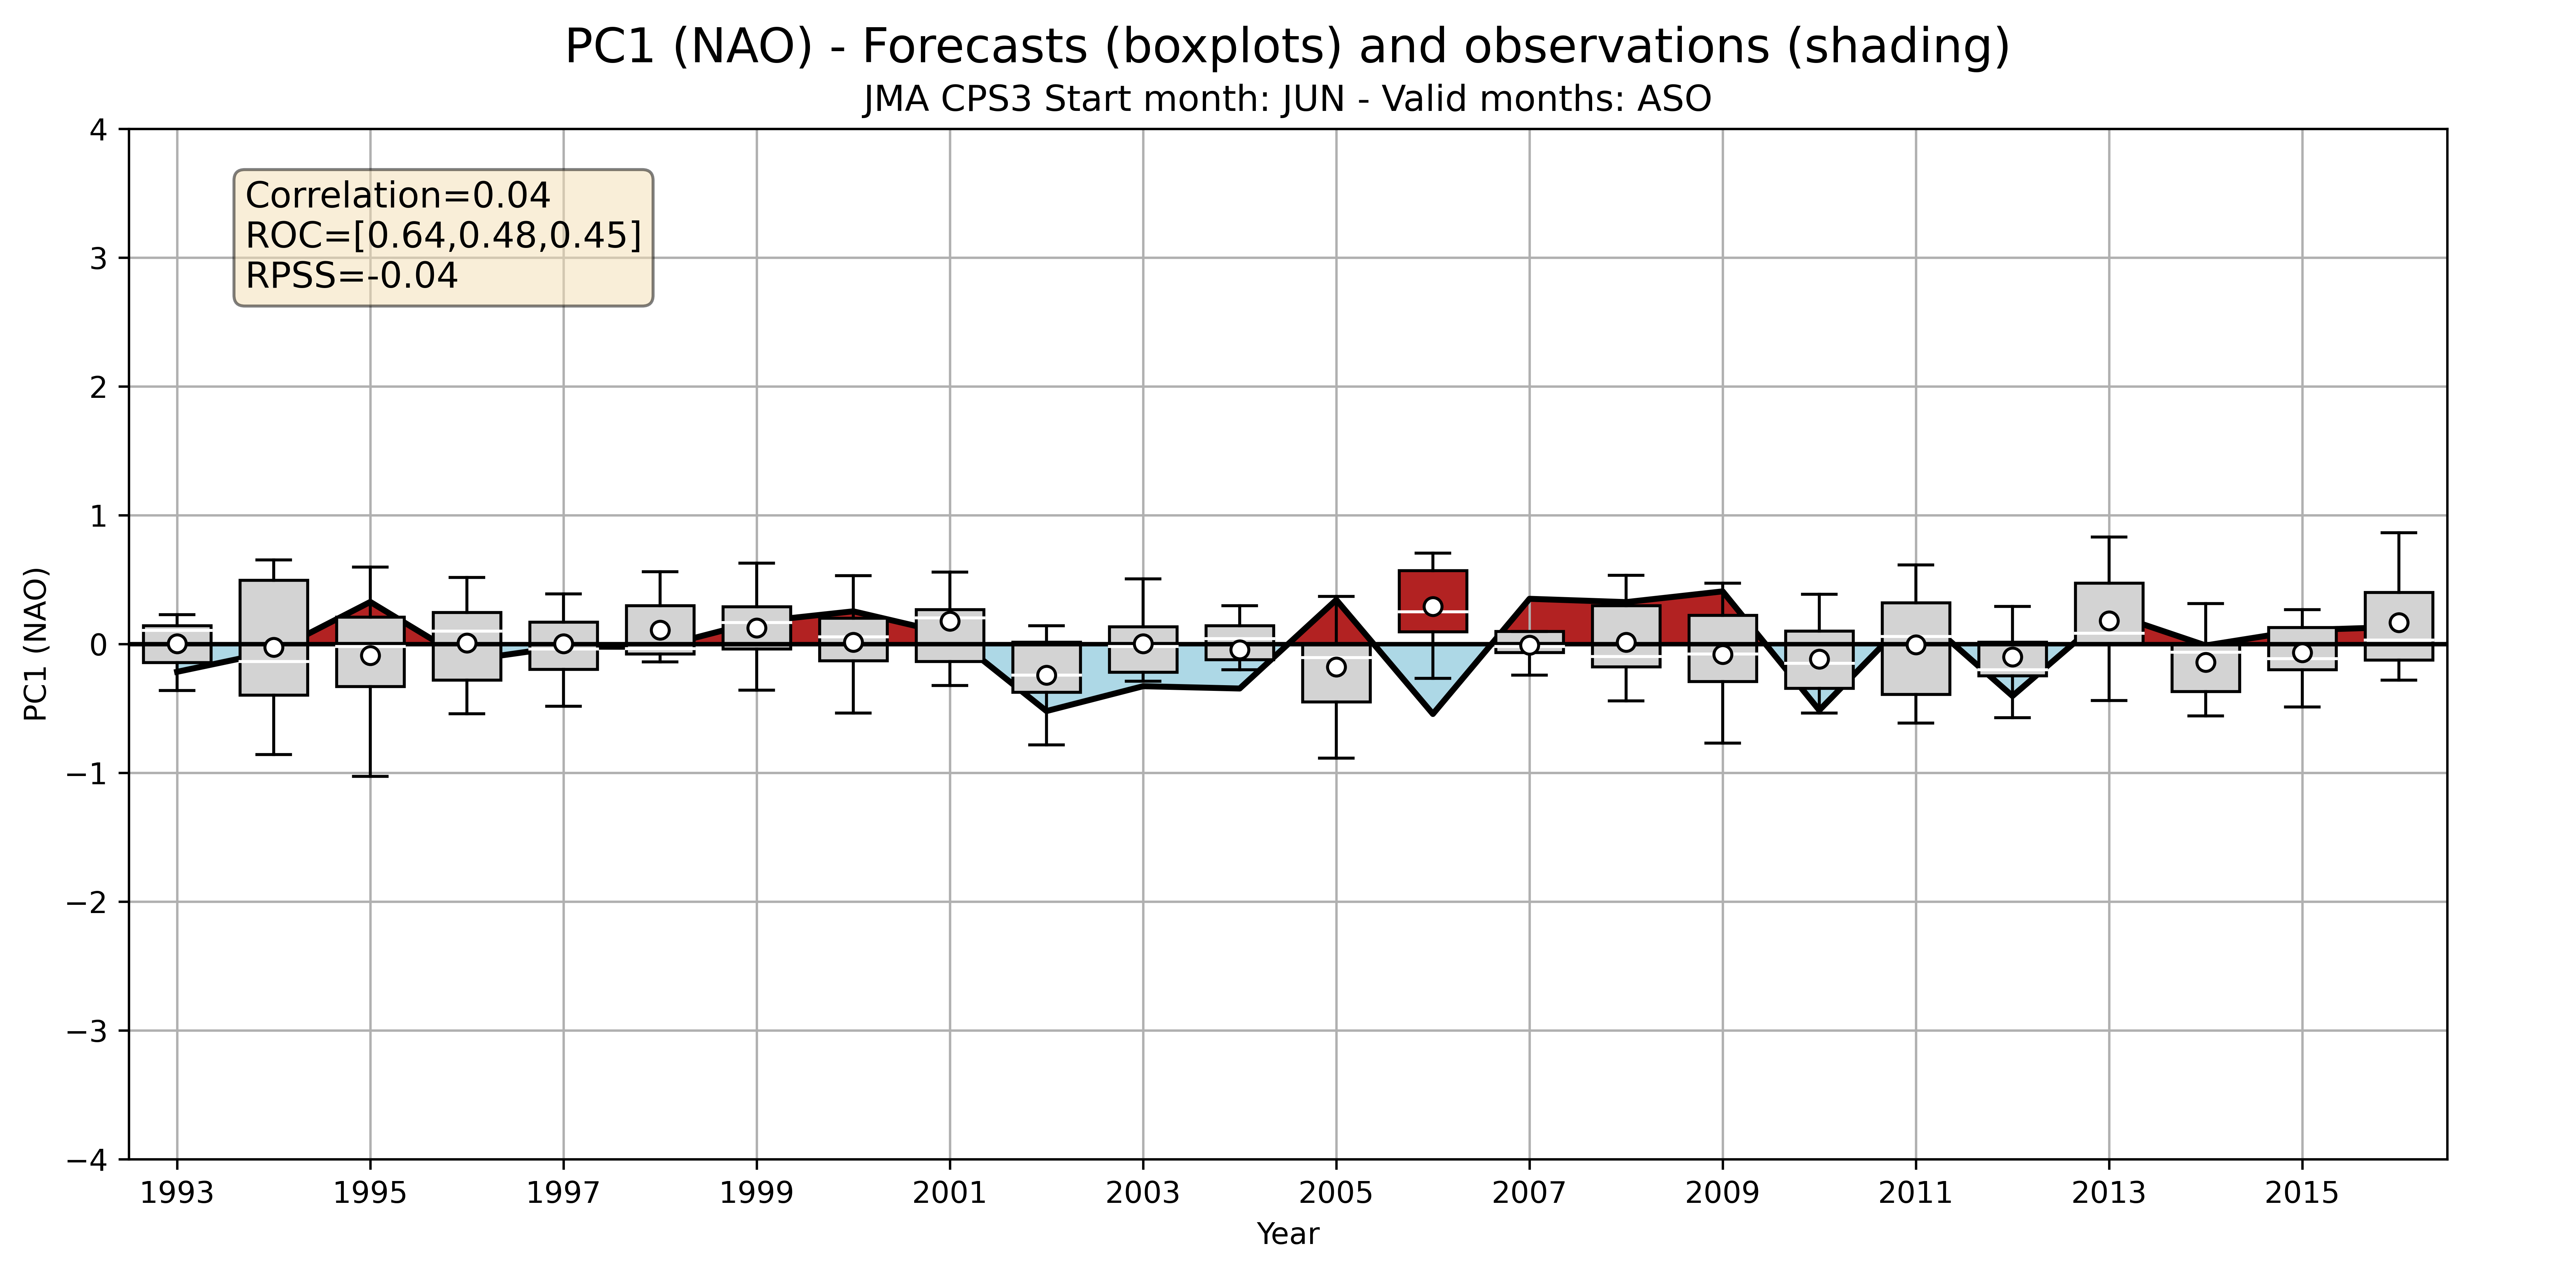 PC1 (NAO) - Forecasts (boxplots) and observations (shading)
JMA CPS3 Start month: JUN - Valid months: ASO
Correlation=0.04
ROC=[0.64,0.48,0.45]
RPSS=-0.04
PC1 (NAO)
4
3
2
1
0
−1
−2
−3
−4
1993 1995 1997 1999 2001 2003 2005 2007 2009 2011 2013 2015
Year